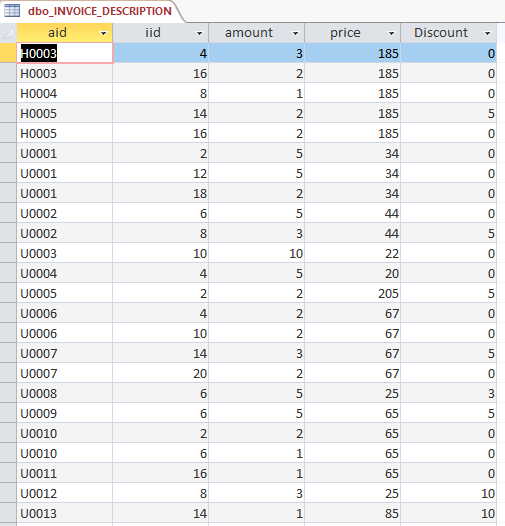 dbo_INVOICE_DESCRIPTION
aid iid amount price Discount
H0003 4 3 185 0
H0003 16 2 185 0
H0004 8 1 185 0
H0005 14 2 185 5
H0005 16 2 185 0
U0001 2 5 34 0
U0001 12 5 34 0
U0001 18 2 34 0
U0002 6 5 44 0
U0002 8 3 44 5
U0003 10 10 22 0
U0004 4 5 20 0
U0005 2 2 205 5
U0006 4 2 67 0
U0006 10 2 67 0
U0007 14 3 67 5
U0007 20 2 67 0
U0008 6 5 25 3
U0009 6 5 65 5
U0010 2 2 65 0
U0010 6 1 65 0
U0011 16 1 65 0
U0012 8 3 25 10
U0013 14 1 85 10